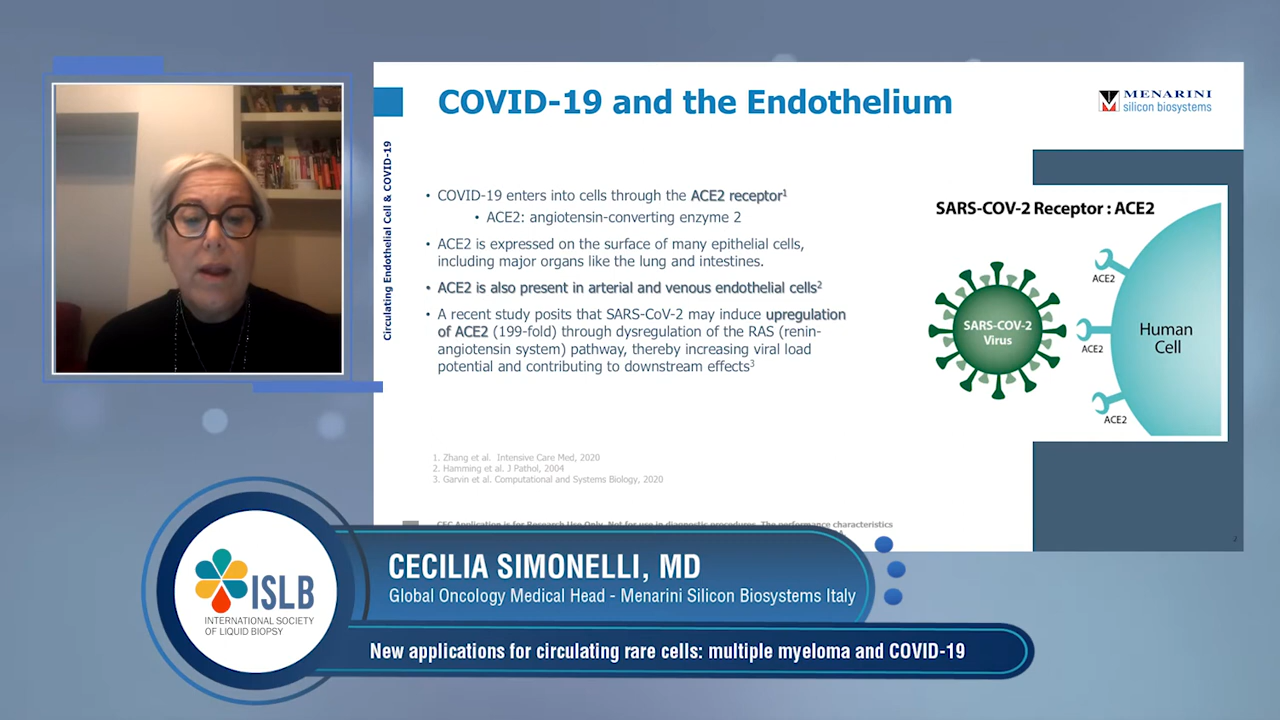 COVID-19 and the Endothelium
MENARINI
silicon biosystems
Circulating Endothelial Cell & COVID-19
• COVID-19 enters into cells through the ACE2 receptor¹
• ACE2: angiotensin-converting enzyme 2
• ACE2 is expressed on the surface of many epithelial cells,
including major organs like the lung and intestines.
• ACE2 is also present in arterial and venous endothelial cells²
• A recent study posits that SARS-CoV-2 may induce upregulation
of ACE2 (199-fold) through dysregulation of the RAS (renin-
angiotensin system) pathway, thereby increasing viral load
potential and contributing to downstream effects³
SARS-COV-2 Receptor : ACE2
ACE2
SARS-COV-2
Virus
ACE2
Human
Cell
ACE2
1. Zhang et al. Intensive Care Med, 2020
2. Hamming et al. J Pathol, 2004
3. Garvin et al. Computational and Systems Biology, 2020
CEC Application is for Research Use Only. Not for use in diagnostic procedures. The performance characteristics
ISLB
INTERNATIONAL SOCIETY
OF LIQUID BIOPSY
CECILIA SIMONELLI, MD
Global Oncology Medical Head - Menarini Silicon Biosystems Italy
New applications for circulating rare cells: multiple myeloma and COVID-19